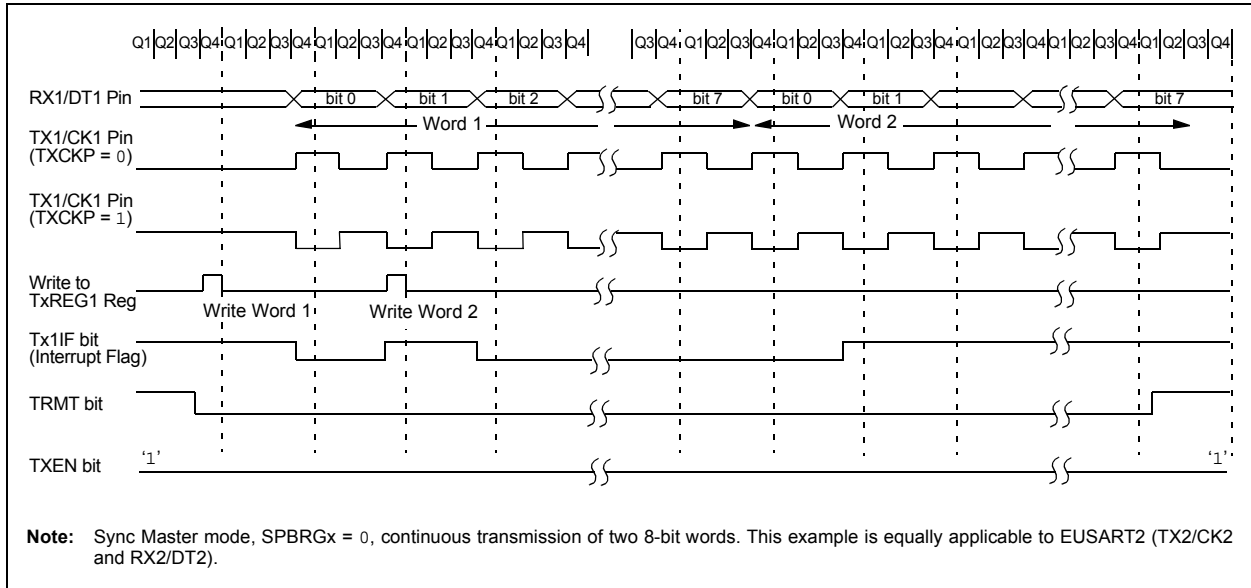 Q1 Q2 Q3 Q4 Q1 Q2 Q3 Q4 Q1 Q2 Q3 Q4 Q1 Q2 Q3 Q4 Q1 Q2 Q3 Q4 Q3 Q4 Q1 Q2 Q3 Q4 Q1 Q2 Q3 Q4 Q1 Q2 Q3 Q4 Q1 Q2 Q3 Q4 Q1 Q2 Q3 Q4 Q1 Q2 Q3 Q4
RX1/DT1 Pin bit 0 bit 1 bit 2 bit 7 bit 0 bit 1 bit 7
Word 1 Word 2
TX1/CK1 Pin
(TXCKP = 0)
TX1/CK1 Pin
(TXCKP = 1)
Write to
TxREG1 Reg
Write Word 1 Write Word 2
Tx1IF bit
(Interrupt Flag)
TRMT bit
TXEN bit
‘1’ ‘1’
Note: Sync Master mode, SPBRGx = 0, continuous transmission of two 8-bit words. This example is equally applicable to EUSART2 (TX2/CK2
and RX2/DT2).